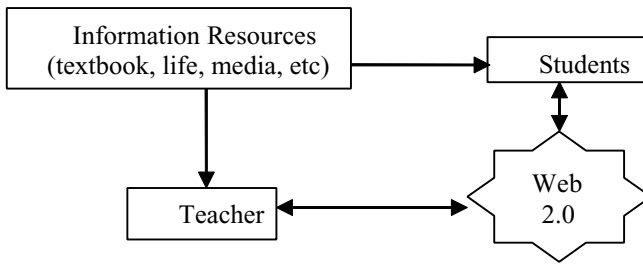 Information Resources
(textbook, life, media, etc)
Students
Web
2.0
Teacher